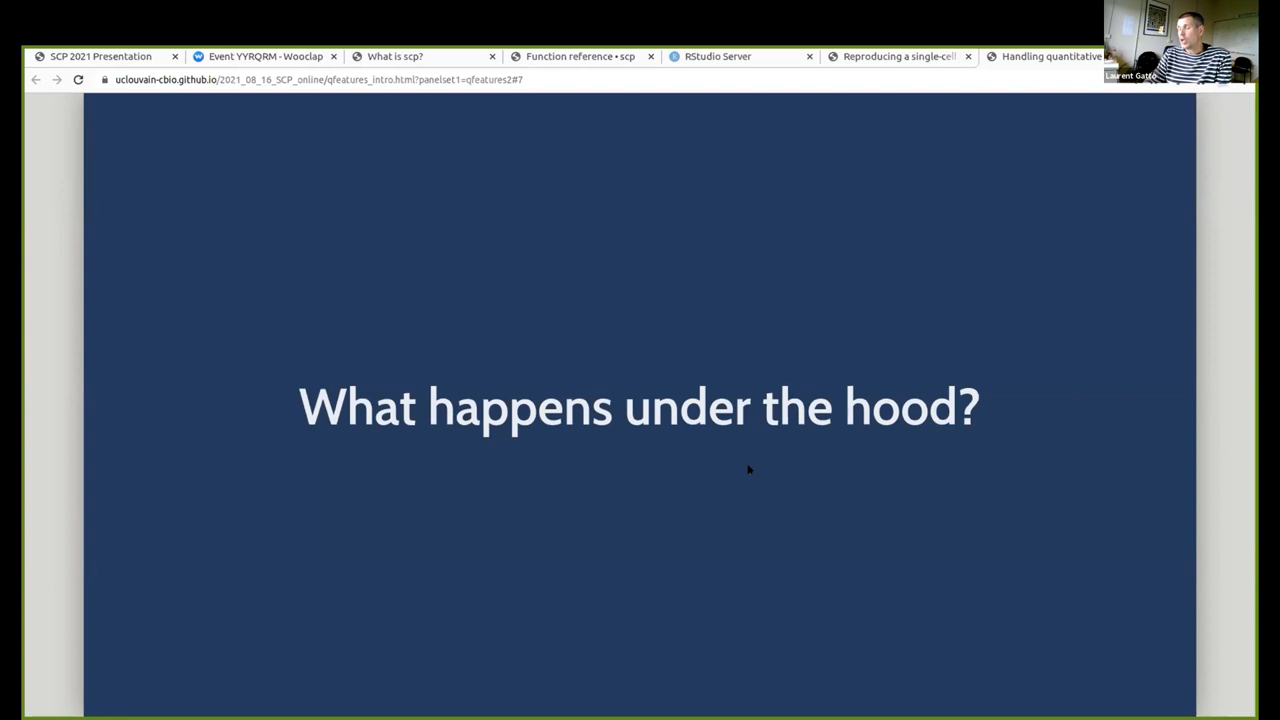 SCP 2021 Presentation
Event YYRQRM - Wooclap
What is scp?
Function reference • scp
RStudio Server
Reproducing a single-cell
Handling quantitative
uclouvain-cbio.github.io/2021_08_16_SCP_online/qfeatures_intro.html?panelset1=qfeatures2#7
Laurent Gatto
What happens under the hood?